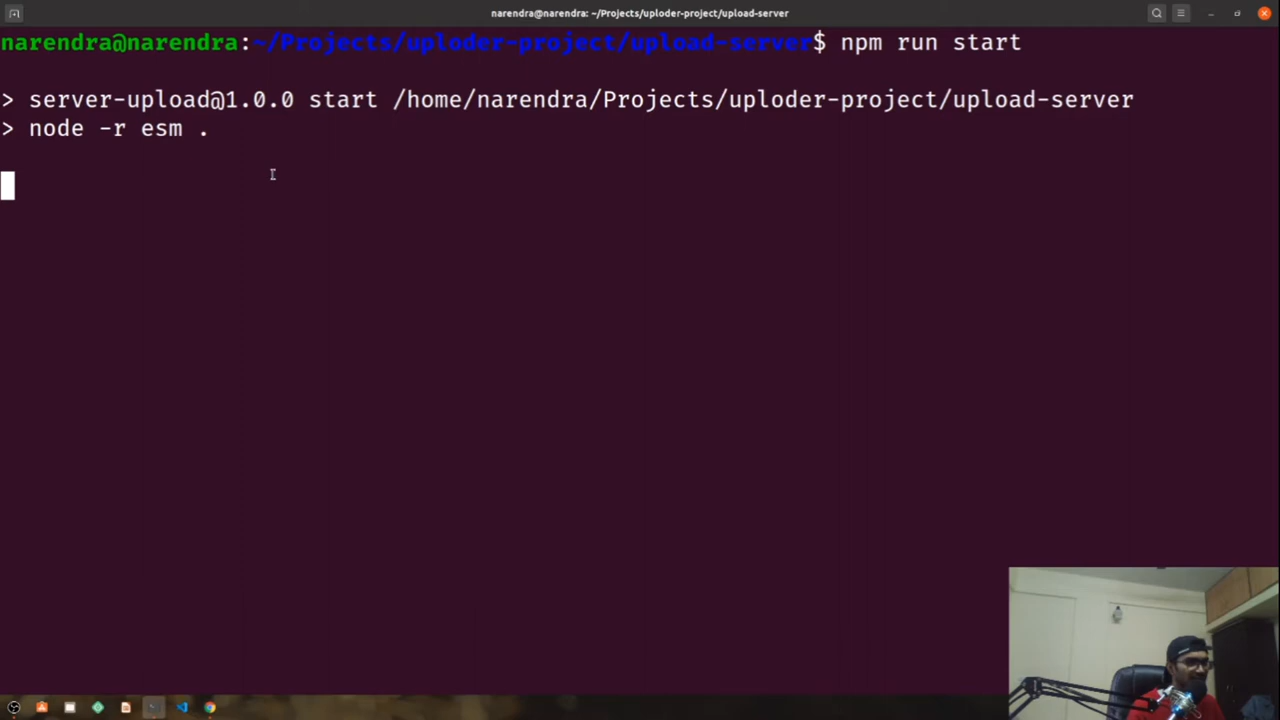 narendra@narendra: ~/Projects/uploder-project/upload-server
narendra@narendra:~/Projects/uploder-project/upload-server$ npm run start
> server-upload@1.0.0 start /home/narendra/Projects/uploder-project/upload-server
> node -r esm .